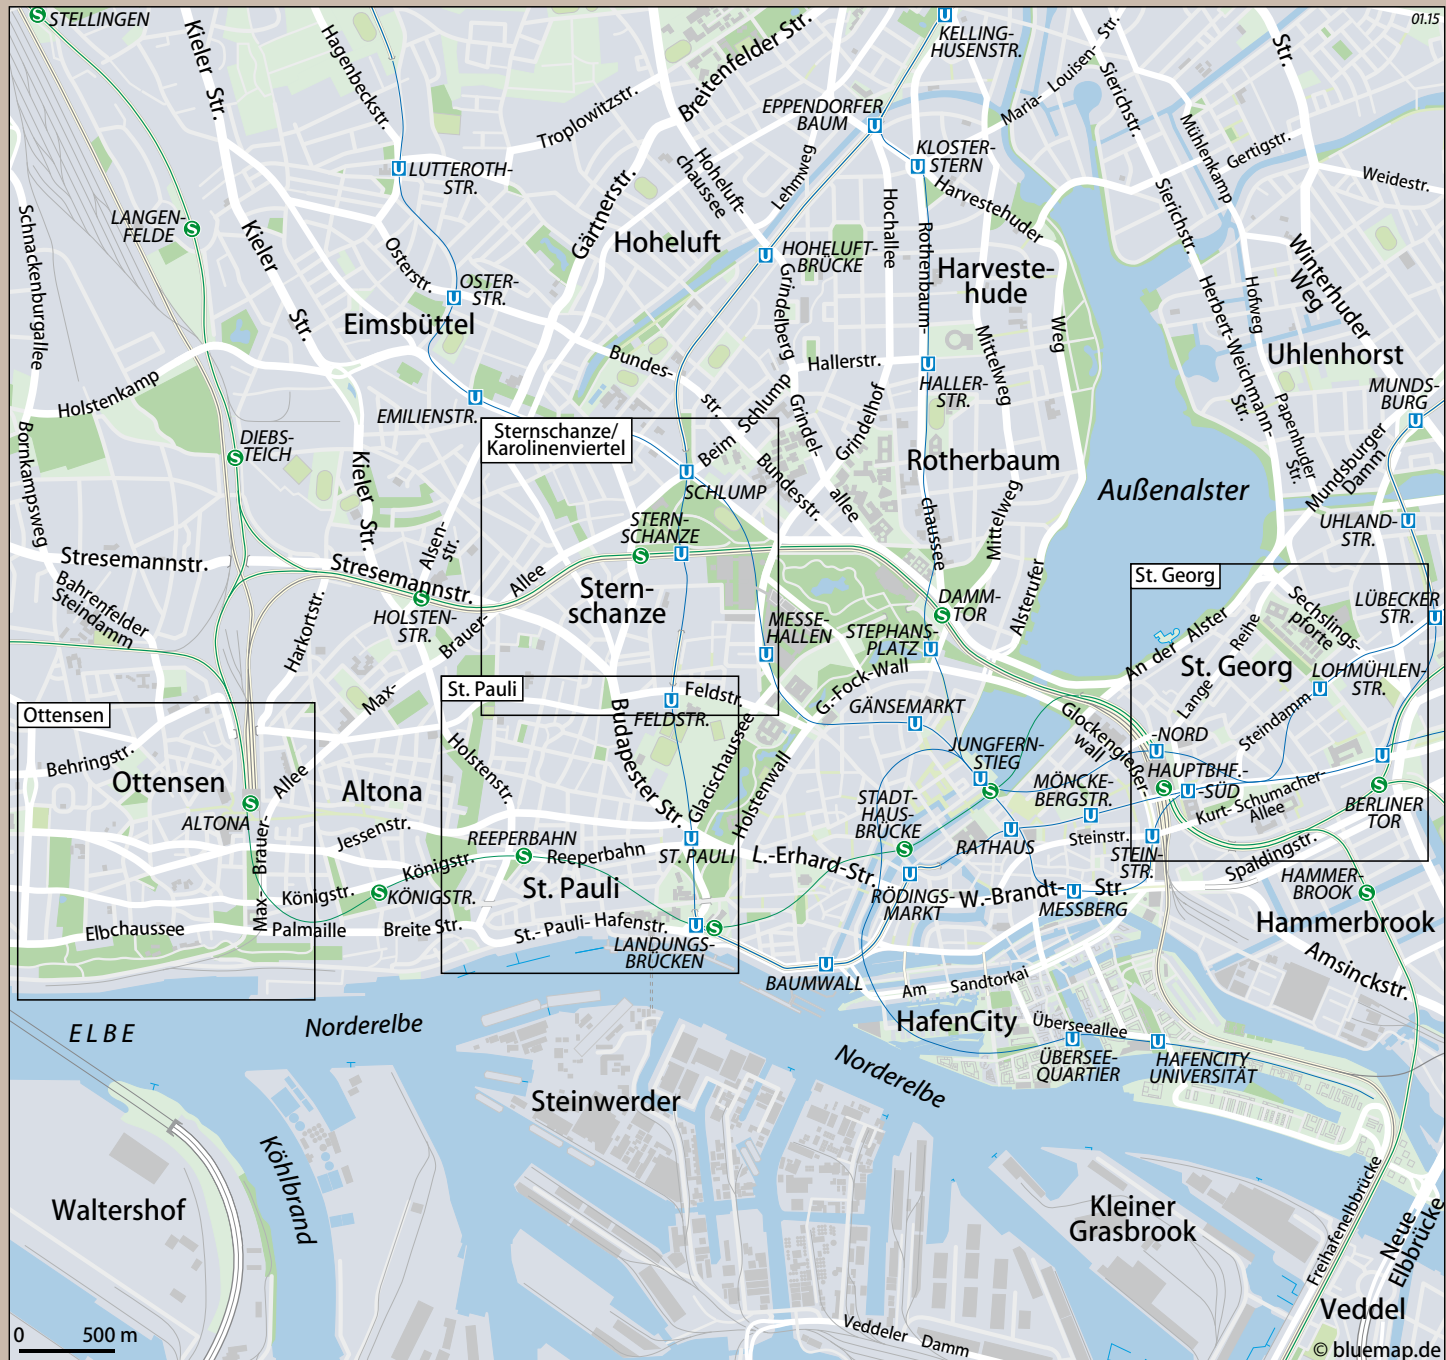 STELLINGEN
01.15
Kieler Str.
Hagenbeckstr.
Breitenfelder Str.
KELLING-
HUSENSTR.
Maria- Louisen- Str.
Sierichstr.
Str.
Troplowitzstr.
EPPENDORFER
BAUM
Mühlenkamp
Gertigstr.
Weidestr.
LUTTEROTH-
STR.
Hoheluft-
chaussee
Lehmweg
KLOSTER-
STERN
Harvestehuder
Weg
Schnackenburgallee
LANGEN-
FELDE
Kieler
Str.
Osterstr.
Gärtnerstr.
Hoheluft
HOHELUFT-
BRÜCKE
Hochallee
Rothenbaum-
chaussee
Harveste-
hude
Sierichstr.
Herbert-Weichmann-
Str.
Hofweg
Winterhuder
Weg
OSTER-
STR.
Eimsbüttel
Grindelberg
Mittelweg
Uhlenhorst
Bundes-
str.
Hallerstr.
HALLER-
STR.
MUNDS-
BURG
Holstenkamp
EMILIENSTR.
Beim Schlump
Grindel-
allee
Grindelhof
Papenhuder
Str.
Mundsburger
Damm
Bornkampsweg
DIEBS-
TEICH
Sternschanze/
Karolinenviertel
Kieler
Str.
SCHLUMP
Bundesstr.
Rotherbaum
Außenalster
Mittelweg
UHLAND-
STR.
STERN-
SCHANZE
Alsen-
str.
Stresemannstr.
Stresemannstr.
Allee
Stern-
schanze
St. Georg
Bahrenfelder
Steindamm
Harkortstr.
HOLSTEN-
STR.
Brauer-
Max-
MESSE-
HALLEN
STEPHANS-
PLATZ
DAMM-
TOR
Alsterufer
An der Alster
Lange Reihe
Sechslings-
pforte
LÜBECKER
STR.
St. Georg
LOHMÜHLEN-
STR.
St. Pauli
Feldstr.
FELDSTR.
G.-Fock-Wall
GÄNSEMARKT
Glockengießer-
wall
-NORD
Steindamm
Ottensen
Behringstr.
Ottensen
ALTONA
Allee
Altona
Holstenstr.
Budapester Str.
Glacischaussee
Holstenwall
JUNGFERN-
STIEG
MÖNCKE-
BERGSTR.
HAUPTBHF.-
-SÜD
Kurt- Schumacher-
Allee
BERLINER
TOR
STADT-
HAUS-
BRÜCKE
Jessenstr.
REEPERBAHN
Reeperbahn
ST. PAULI
L.-Erhard-Str.
RATHAUS
Steinstr.
STEIN-
STR.
Spaldingstr.
HAMMER-
BROOK
Max- Brauer-
Königstr.
Königstr.
KÖNIGSTR.
St. Pauli
RÖDINGS-
MARKT
W.-Brandt- Str.
MESSBERG
Hammerbrook
Elbchaussee
Palmaille
Breite Str.
St.- Pauli- Hafenstr.
LANDUNGS-
BRÜCKEN
BAUMWALL
Am Sandtorkai
Amsinckstr.
ELBE
Norderelbe
HafenCity
Überseeallee
ÜBERSEE-
QUARTIER
HAFENCITY
UNIVERSITÄT
Norderelbe
Steinwerder
Köhlbrand
Waltershof
Kleiner
Grasbrook
Freihafenelbbrücke
Neue
Elbbrücke
Veddel
Veddeler Damm
0 500 m
© bluemap.de